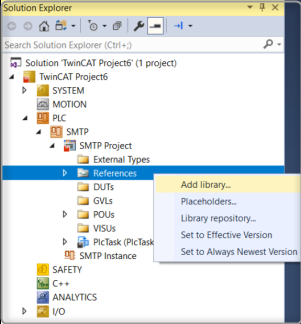 Solution Explorer
Search Solution Explorer (Ctrl+;)
Solution 'TwinCAT Project6' (1 project)
TwinCAT Project6
SYSTEM
MOTION
PLC
SMTP
SMTP Project
External Types
References
DUTs
GVLs
POUs
VISUs
PlcTask (PlcTask
SMTP Instance
SAFETY
C++
ANALYTICS
I/O
Add library...
Placeholders...
Library repository...
Set to Effective Version
Set to Always Newest Version